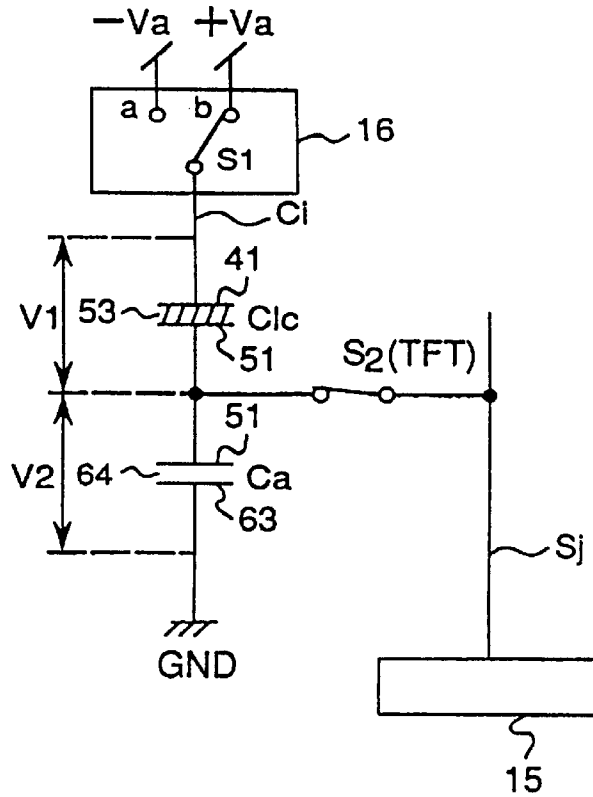 −Va +Va
a b
S1
16
Ci
41
V1 53 Clc
51
S2(TFT)
51
V2 64 Ca
63
Sj
GND
15